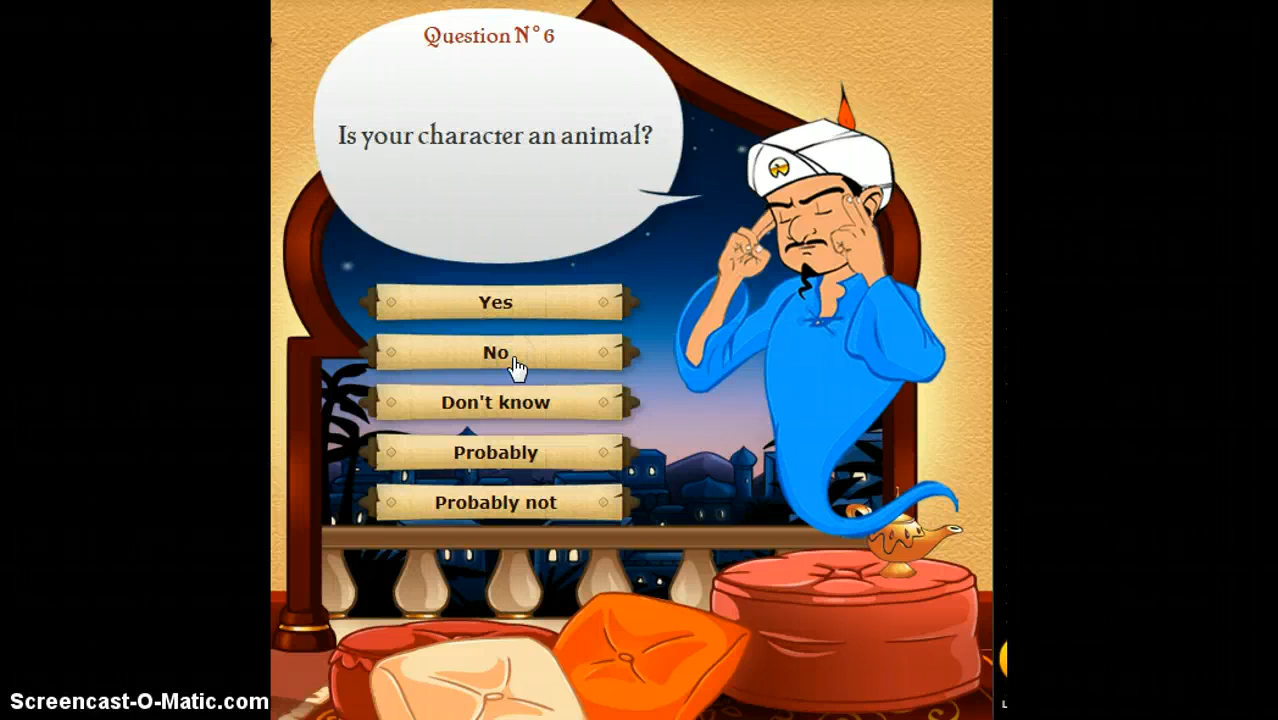 Question N° 6
Is your character an animal?
Yes
No
Don't know
Probably
Probably not
Screencast-O-Matic.com